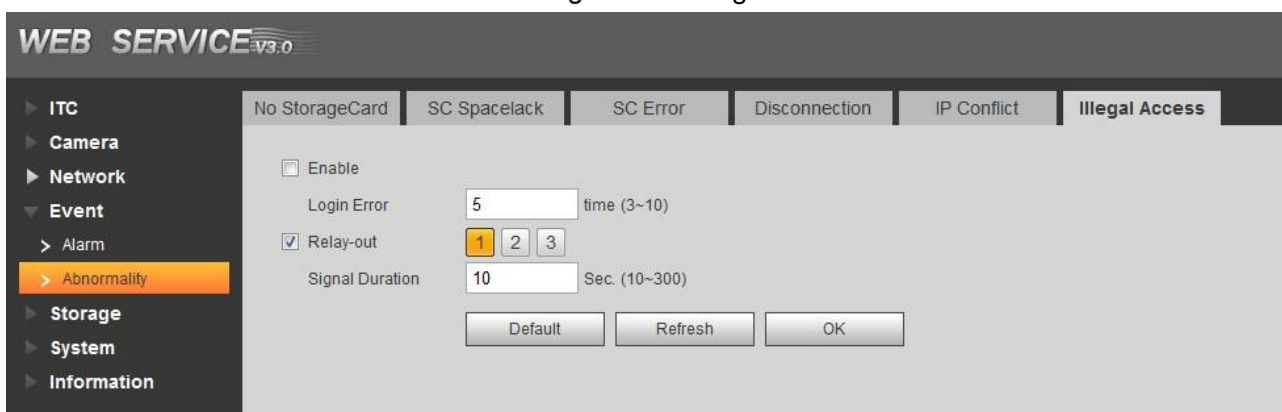 WEB SERVICE V3.0
ITC
Camera
Network
Event
Alarm
Abnormality
Storage
System
Information
No StorageCard SC Spacelack SC Error Disconnection IP Conflict Illegal Access
Enable
Login Error 5 time (3~10)
Relay-out 1 2 3
Signal Duration 10 Sec. (10~300)
Default Refresh OK